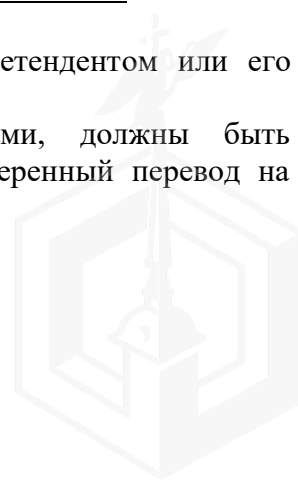 етендентом или его
ми, должны быть
еренный перевод на